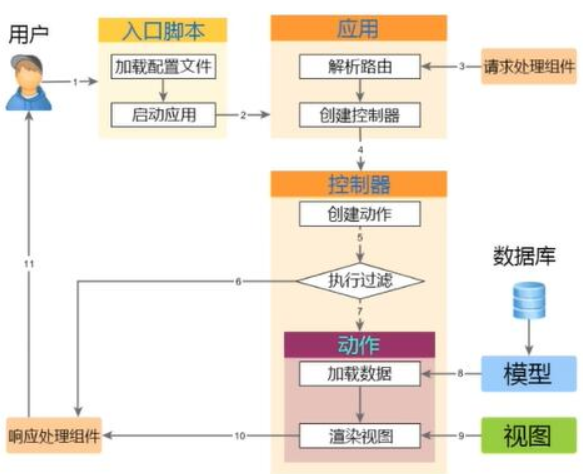 用户
入口脚本
加载配置文件
启动应用
1
2
应用
解析路由
创建控制器
3
请求处理组件
4
控制器
创建动作
5
执行过滤
6
7
动作
加载数据
渲染视图
数据库
8
模型
9
视图
10
响应处理组件
11